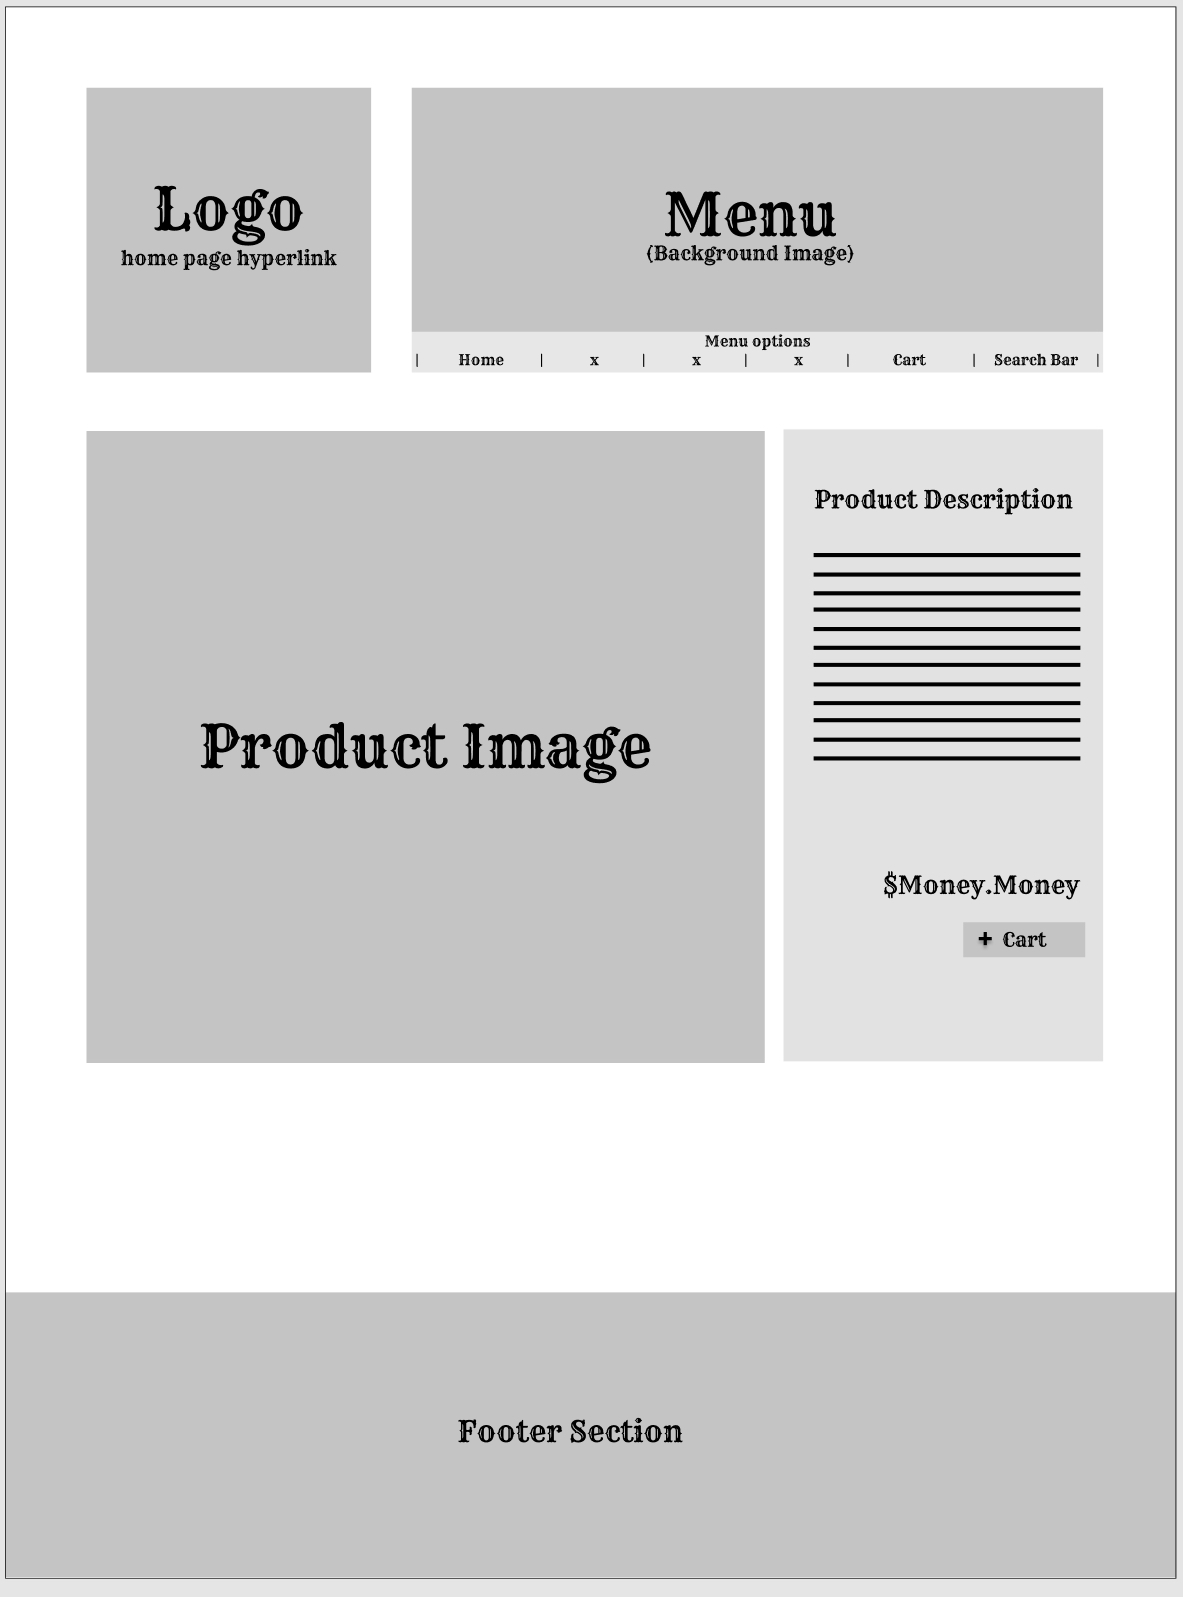 Logo
home page hyperlink
Menu
(Background Image)
Menu options
| Home | x | x | x | Cart | Search Bar |
Product Description
Product Image
$Money.Money
+ Cart
Footer Section